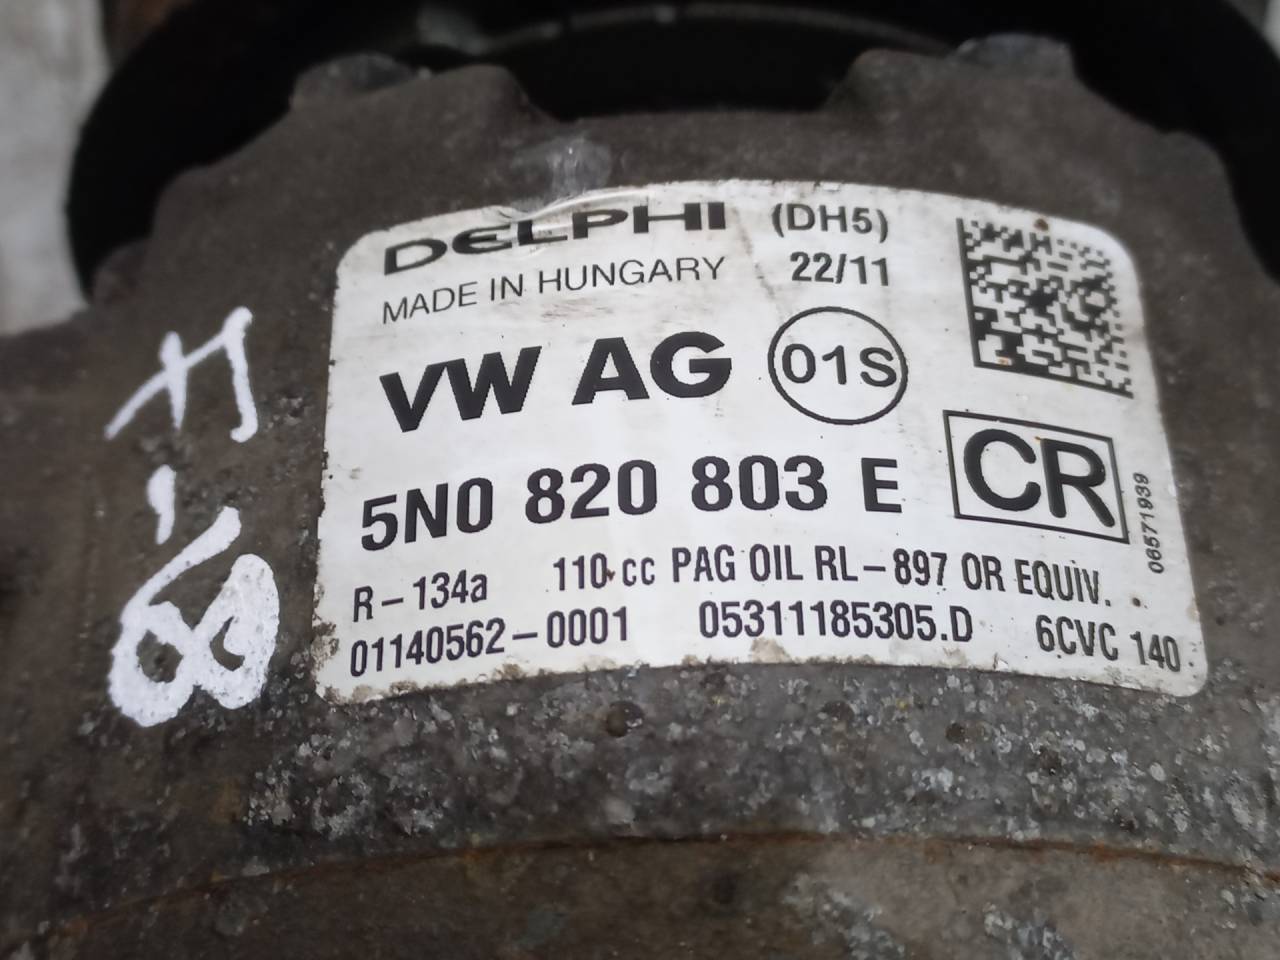 DELPHI (DH5)
MADE IN HUNGARY 22/11
VW AG 01S
5N0 820 803 E CR
06571939
R-134a 110 cc PAG OIL RL-897 OR EQUIV.
01140562-0001 05311185305.D 6CVC 140